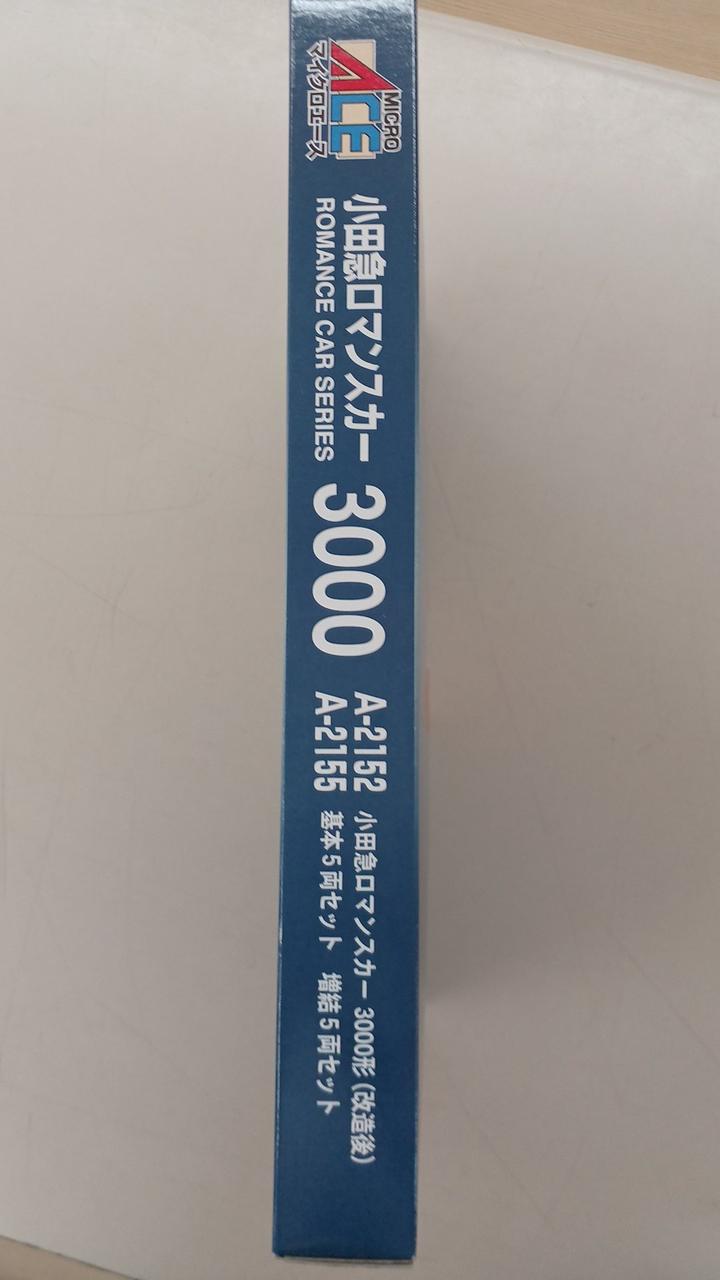 MICRO
ACE
マイクロエース
小田急ロマンスカー
ROMANCE CAR SERIES
3000
A-2152
A-2155
小田急ロマンスカー 3000形 (改造後)
基本5両セット 増結5両セット